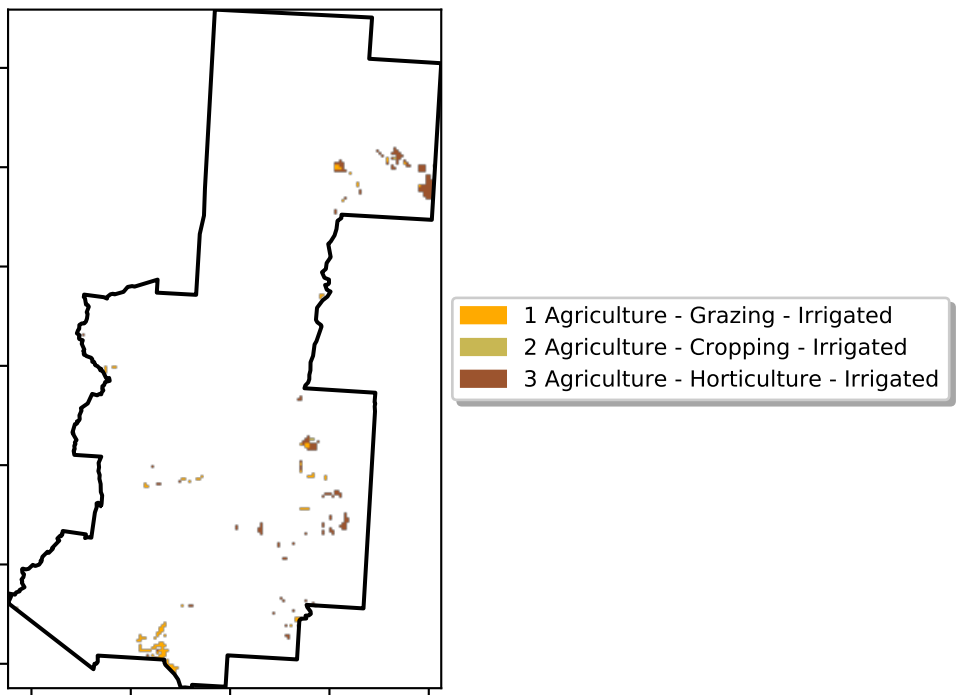 1 Agriculture - Grazing - Irrigated
2 Agriculture - Cropping - Irrigated
3 Agriculture - Horticulture - Irrigated